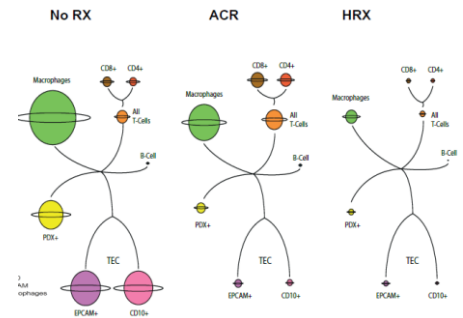 No RX
ACR
HRX
CD8+ CD4+
Macrophages
All
T-Cells
B-Cell
PDX+
TEC
EPCAM+ CD10+
AM
ophages
CD8+ CD4+
Macrophages
All
T-Cells
B-Cell
PDX+
TEC
EPCAM+ CD10+
CD8+ CD4+
Macrophages
All
T-Cells
B-Cell
PDX+
TEC
EPCAM+ CD10+